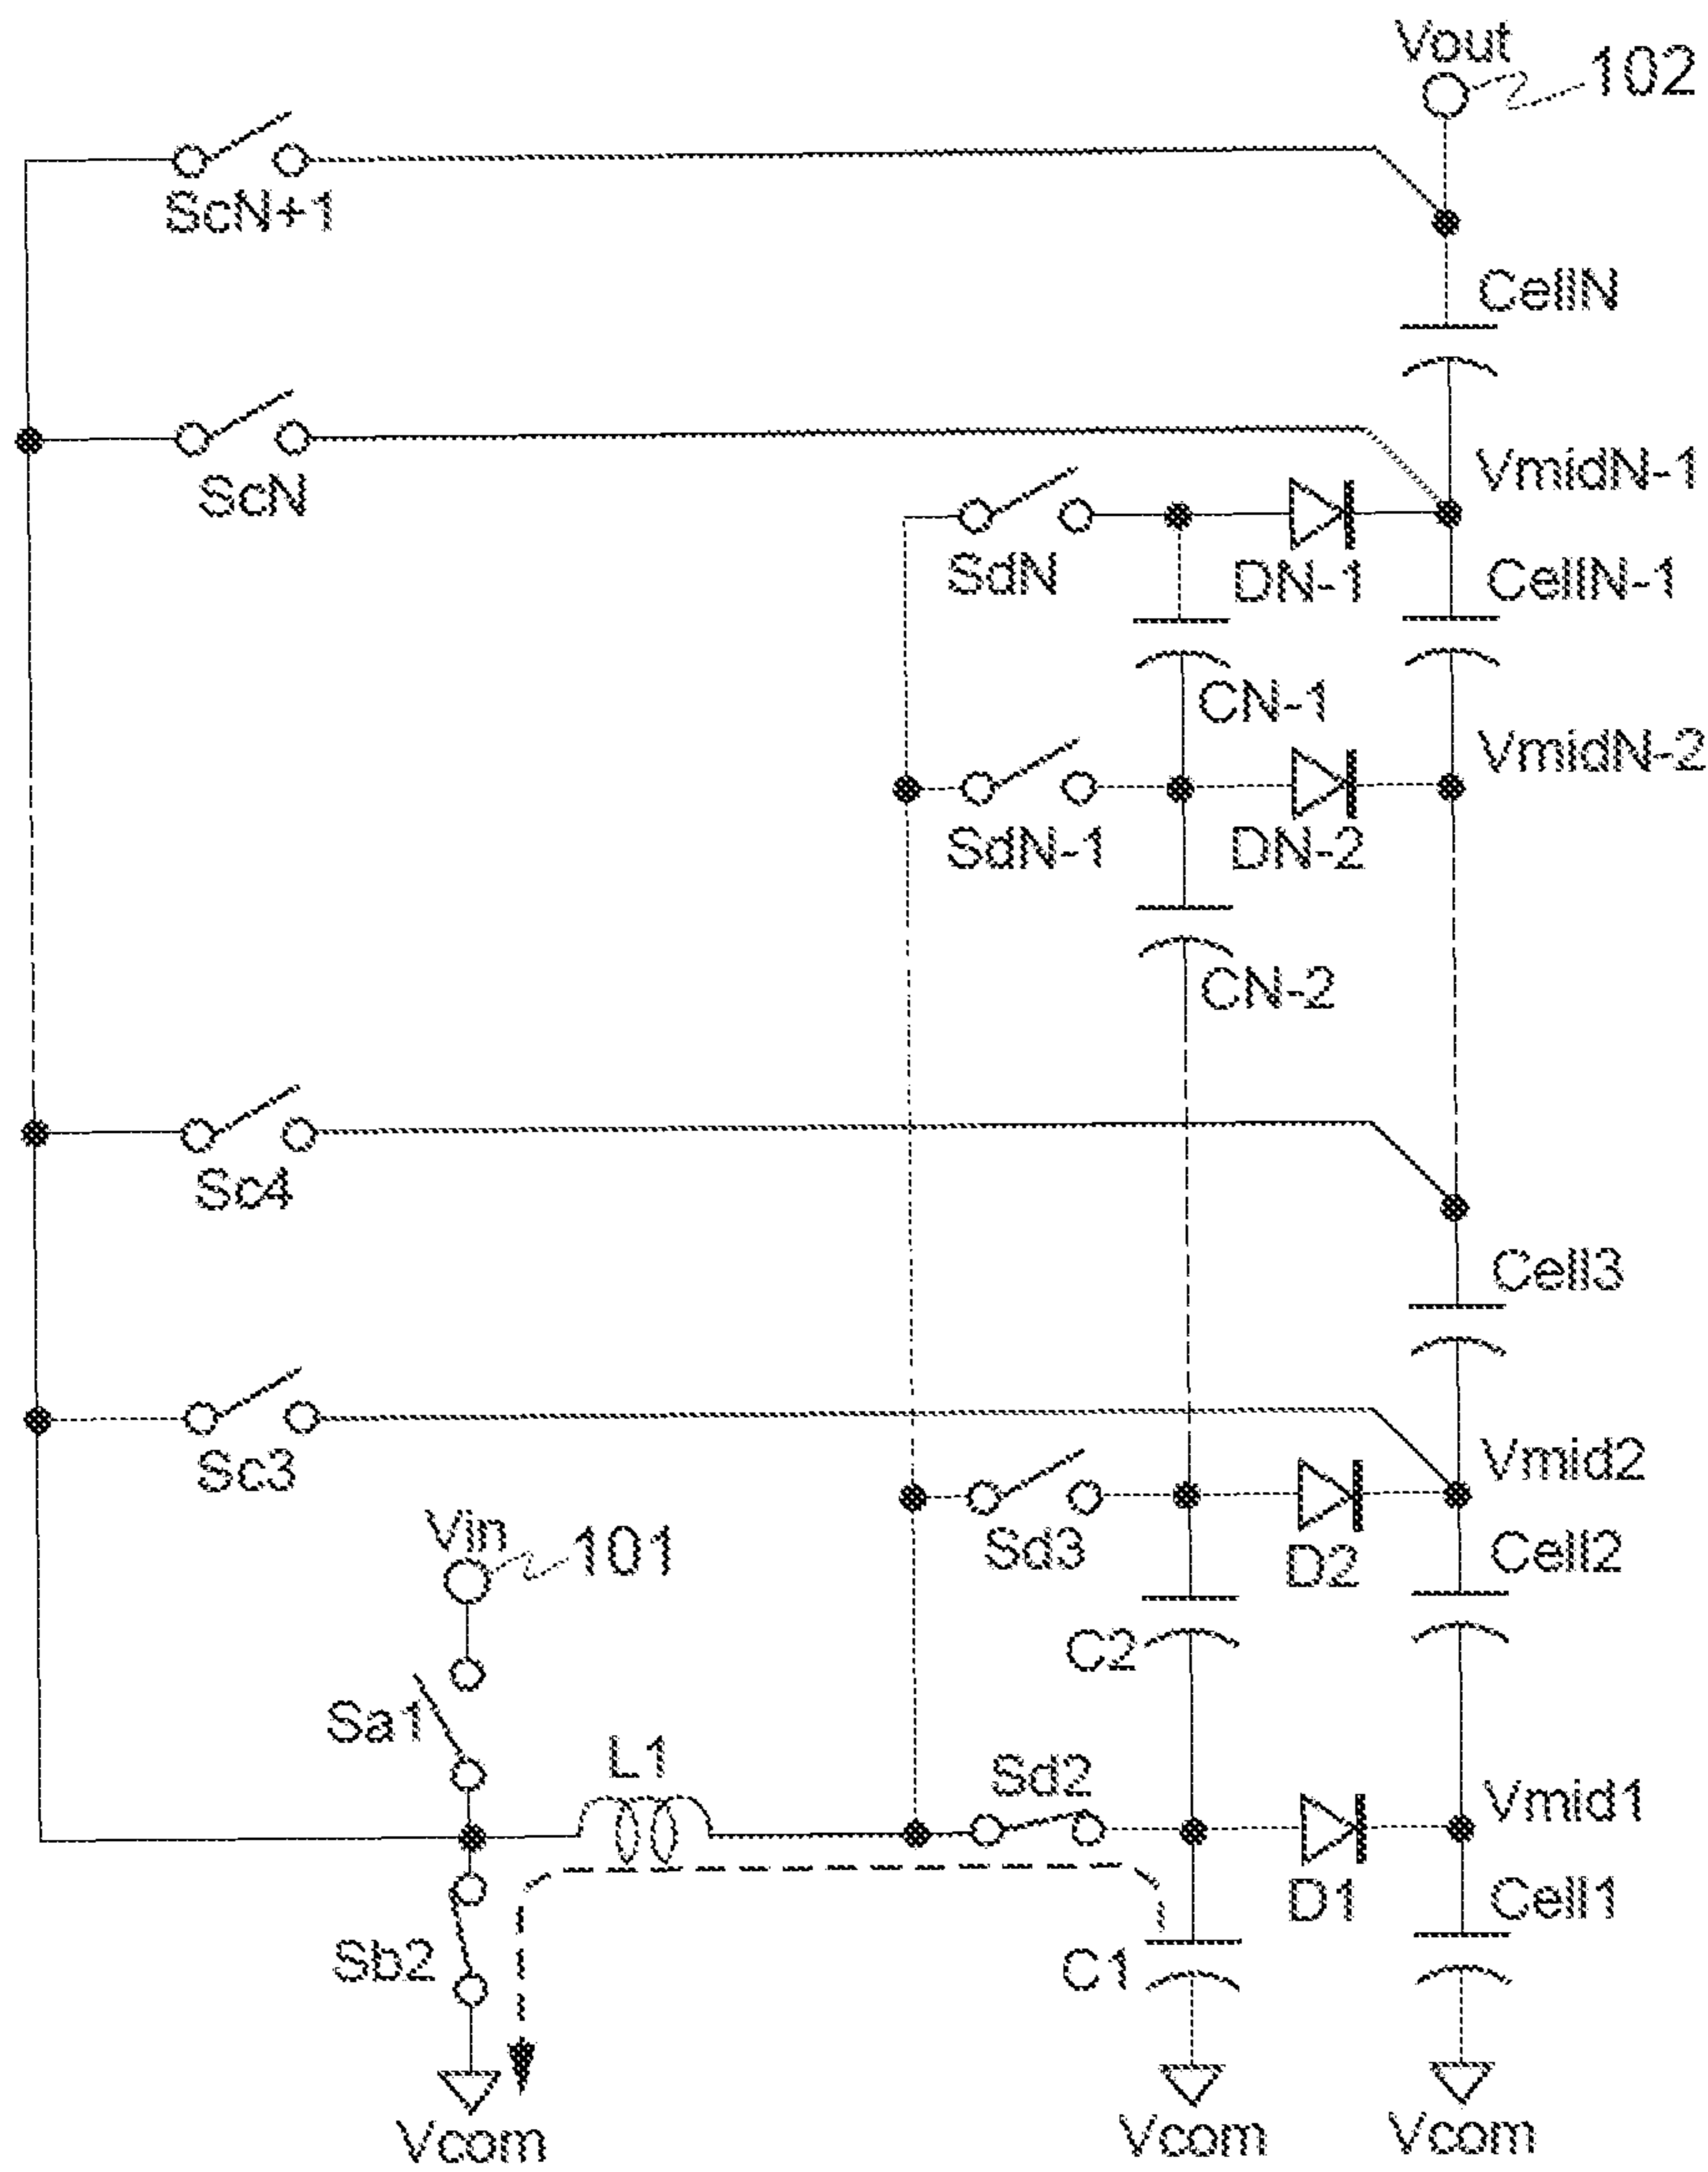 Vout
102
ScN+1
CellN
ScN
VmidN-1
SdN
DN-1
CellN-1
CN-1
VmidN-2
SdN-1
DN-2
CN-2
Sc4
Cell3
Sc3
Vmid2
Vin
101
Sd3
D2
Cell2
C2
Sa1
L1
Sd2
Vmid1
D1
Cell1
Sb2
C1
Vcom
Vcom
Vcom